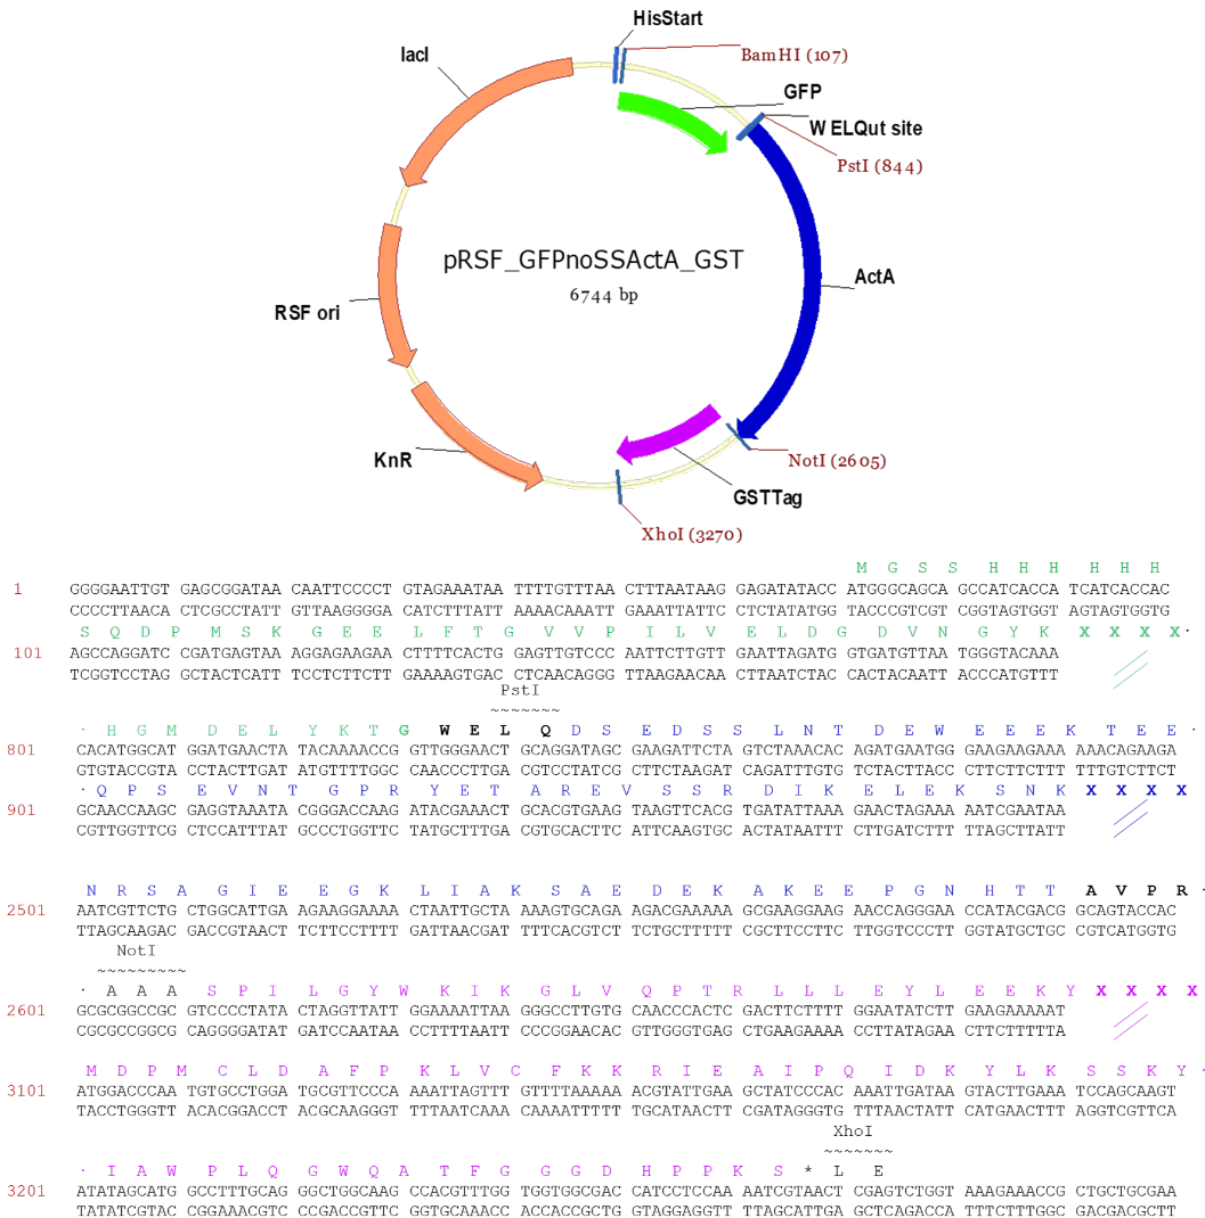 HisStart
lacI
BamHI (107)
GFP
W ELQut site
PstI (844)
pRSF_GFPnoSSActA_GST
6744 bp
ActA
RSF ori
KnR
NotI (2605)
GSTTag
XhoI (3270)
M G S S H H H H H H
1 GGGGAATTGT GAGCGGATAA CAATTCCCCT GTAGAAATAA TTTTGTTTAA CTTTAATAAG GAGATATACC ATGGGCAGCA GCCATCACCA TCATCACCAC
CCCCTTAACA CTCGCCTATT GTTAAGGGGA CATCTTTATT AAAACAAATT GAAATTATTC CTCTATATGG TACCCGTCGT CGGTAGTGGT AGTAGTGGTG
S Q D P M S K G E E L F T G V V P I L V E L D G D V N G Y K X X X X ·
101 AGCCAGGATC CGATGAGTAA AGGAGAAGAA CTTTTCACTG GAGTTGTCCC AATTCTTGTT GAATTAGATG GTGATGTTAA TGGGTACAAA
TCGGTCCTAG GCTACTCATT TCCTCTTCTT GAAAAGTGAC CTCAACAGGG TTAAGAACAA CTTAATCTAC CACTACAATT ACCCATGTTT
PstI
~~~~~~~
· H G M D E L Y K T G W E L Q D S E D S S L N T D E W E E E K T E E ·
801 CACATGGCAT GGATGAACTA TACAAAACCG GTTGGGAACT GCAGGATAGC GAAGATTCTA GTCTAAACAC AGATGAATGG GAAGAAGAAA AAACAGAAGA
GTGTACCGTA CCTACTTGAT ATGTTTTGGC CAACCCTTGA CGTCCTATCG CTTCTAAGAT CAGATTTGTG TCTACTTACC CTTCTTCTTT TTTGTCTTCT
· Q P S E V N T G P R Y E T A R E V S S R D I K E L E K S N K X X X X
901 GCAACCAAGC GAGGTAAATA CGGGACCAAG ATACGAAACT GCACGTGAAG TAAGTTCACG TGATATTAAA GAACTAGAAA AATCGAATAA
CGTTGGTTCG CTCCATTTAT GCCCTGGTTC TATGCTTTGA CGTGCACTTC ATTCAAGTGC ACTATAATTT CTTGATCTTT TTAGCTTATT
N R S A G I E E G K L I A K S A E D E K A K E E P G N H T T A V P R ·
2501 AATCGTTCTG CTGGCATTGA AGAAGGAAAA CTAATTGCTA AAAGTGCAGA AGACGAAAAA GCGAAGGAAG AACCAGGGAA CCATACGACG GCAGTACCAC
TTAGCAAGAC GACCGTAACT TCTTCCTTTT GATTAACGAT TTTCACGTCT TCTGCTTTTT CGCTTCCTTC TTGGTCCCTT GGTATGCTGC CGTCATGGTG
NotI
~~~~~~~~~
· A A A S P I L G Y W K I K G L V Q P T R L L L E Y L E E K Y X X X X
2601 GCGCGGCCGC GTCCCCTATA CTAGGTTATT GGAAAATTAA GGGCCTTGTG CAACCCACTC GACTTCTTTT GGAATATCTT GAAGAAAAAT
CGCGCCGGCG CAGGGGATAT GATCCAATAA CCTTTTAATT CCCGGAACAC GTTGGGTGAG CTGAAGAAAA CCTTATAGAA CTTCTTTTTA
M D P M C L D A F P K L V C F K K R I E A I P Q I D K Y L K S S K Y ·
3101 ATGGACCCAA TGTGCCTGGA TGCGTTCCCA AAATTAGTTT GTTTTAAAAA ACGTATTGAA GCTATCCCAC AAATTGATAA GTACTTGAAA TCCAGCAAGT
TACCTGGGTT ACACGGACCT ACGCAAGGGT TTTAATCAAA CAAAATTTTT TGCATAACTT CGATAGGGTG TTTAACTATT CATGAACTTT AGGTCGTTCA
XhoI
~~~~~~~
· I A W P L Q G W Q A T F G G G D H P P K S * L E
3201 ATATAGCATG GCCTTTGCAG GGCTGGCAAG CCACGTTTGG TGGTGGCGAC CATCCTCCAA AATCGTAACT CGAGTCTGGT AAAGAAACCG CTGCTGCGAA
TATATCGTAC CGGAAACGTC CCGACCGTTC GGTGCAAACC ACCACCGCTG GTAGGAGGTT TTAGCATTGA GCTCAGACCA TTTCTTTGGC GACGACGCTT